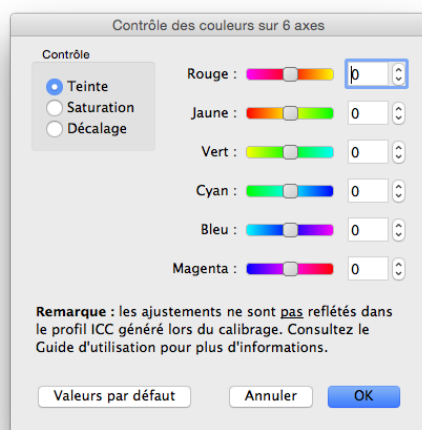 Contrôle des couleurs sur 6 axes
Contrôle
Teinte
Saturation
Décalage
Rouge : 0
Jaune : 0
Vert : 0
Cyan : 0
Bleu : 0
Magenta : 0
Remarque : les ajustements ne sont pas reflétés dans
le profil ICC généré lors du calibrage. Consultez le
Guide d'utilisation pour plus d'informations.
Valeurs par défaut Annuler OK